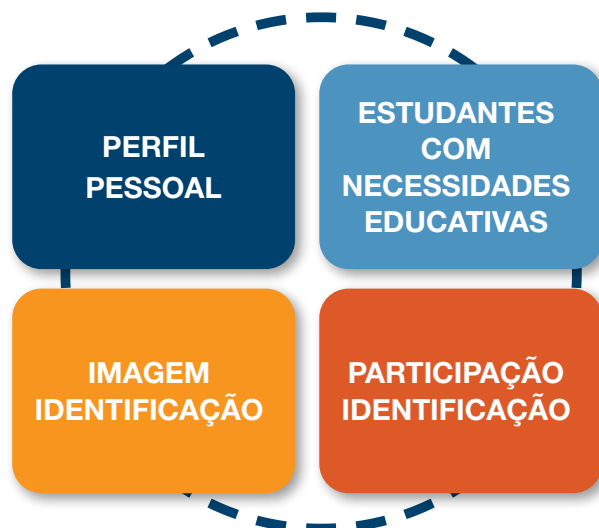 PERFIL
PESSOAL
ESTUDANTES
COM
NECESSIDADES
EDUCATIVAS
IMAGEM
IDENTIFICAÇÃO
PARTICIPAÇÃO
IDENTIFICAÇÃO